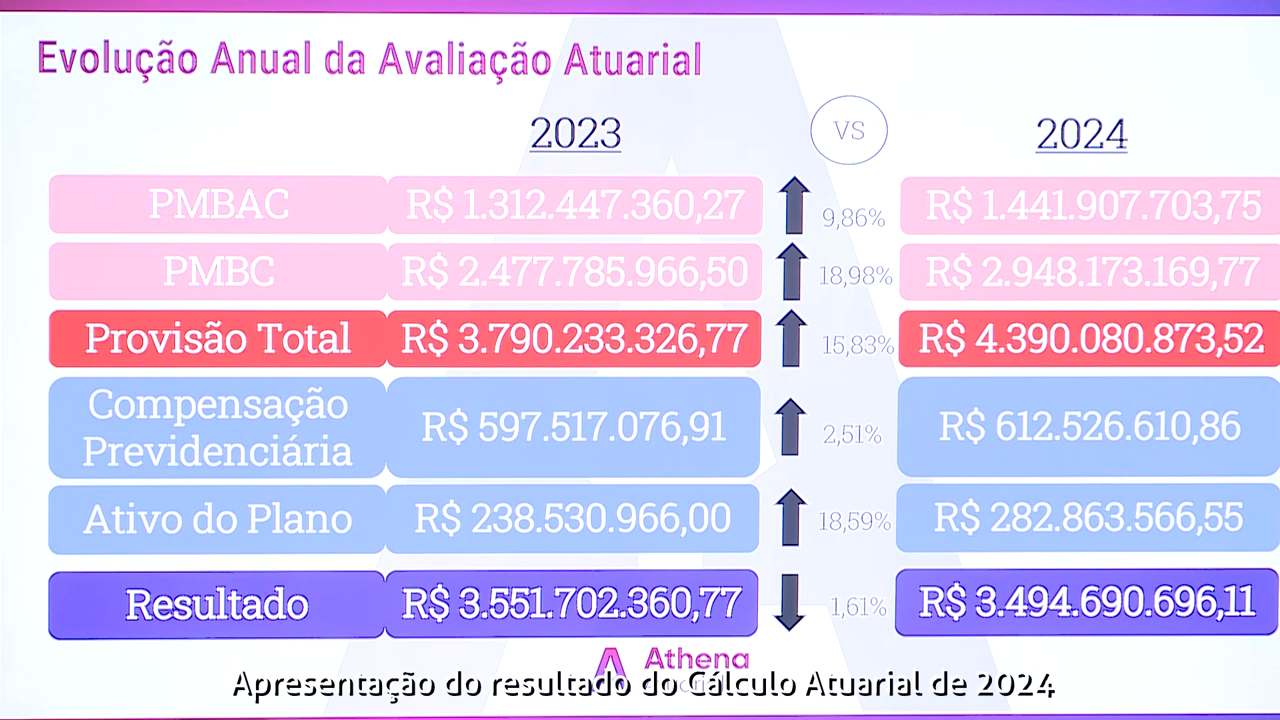 Evolução Anual da Avaliação Atuarial
2023 VS 2024
PMBAC R$ 1.312.447.360,27 9,86% R$ 1.441.907.703,75
PMBC R$ 2.477.785.966,50 18,98% R$ 2.948.173.169,77
Provisão Total R$ 3.790.233.326,77 15,83% R$ 4.390.080.873,52
Compensação
Previdenciária R$ 597.517.076,91 2,51% R$ 612.526.610,86
Ativo do Plano R$ 238.530.966,00 18,59% R$ 282.863.566,55
Resultado R$ 3.551.702.360,77 1,61% R$ 3.494.690.696,11
Athena
Apresentação do resultado do Cálculo Atuarial de 2024